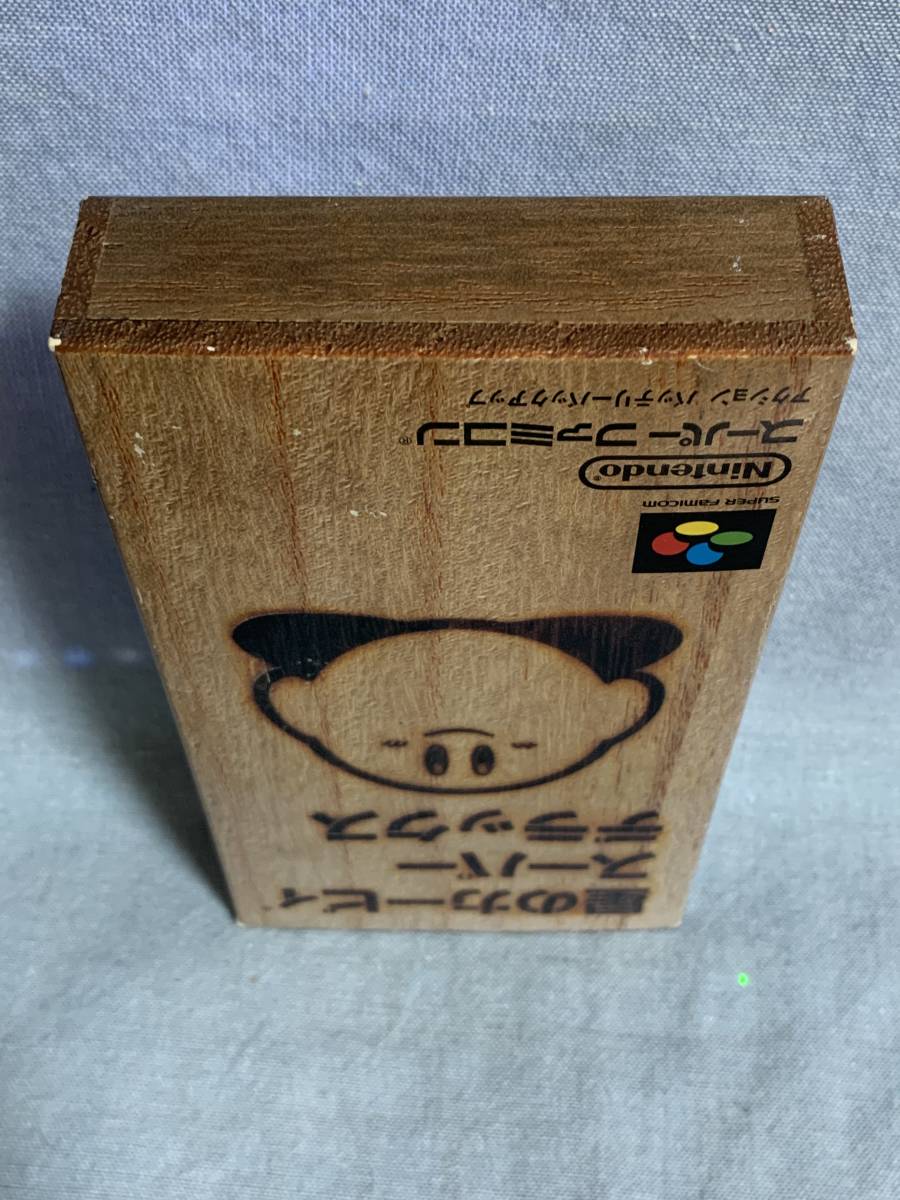 星のカービィ
スーパー
デラックス
SUPER Famicom
Nintendo®
スーパーファミコン®
アクション バッテリーバックアップ